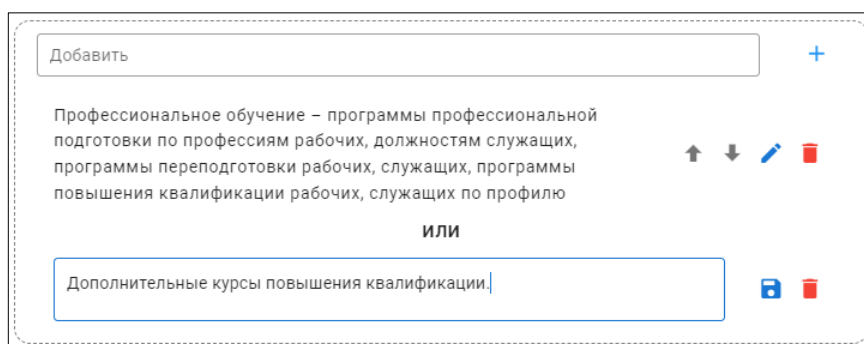 Добавить
Профессиональное обучение – программы профессиональной
подготовки по профессиям рабочих, должностям служащих,
программы переподготовки рабочих, служащих, программы
повышения квалификации рабочих, служащих по профилю
ИЛИ
Дополнительные курсы повышения квалификации.